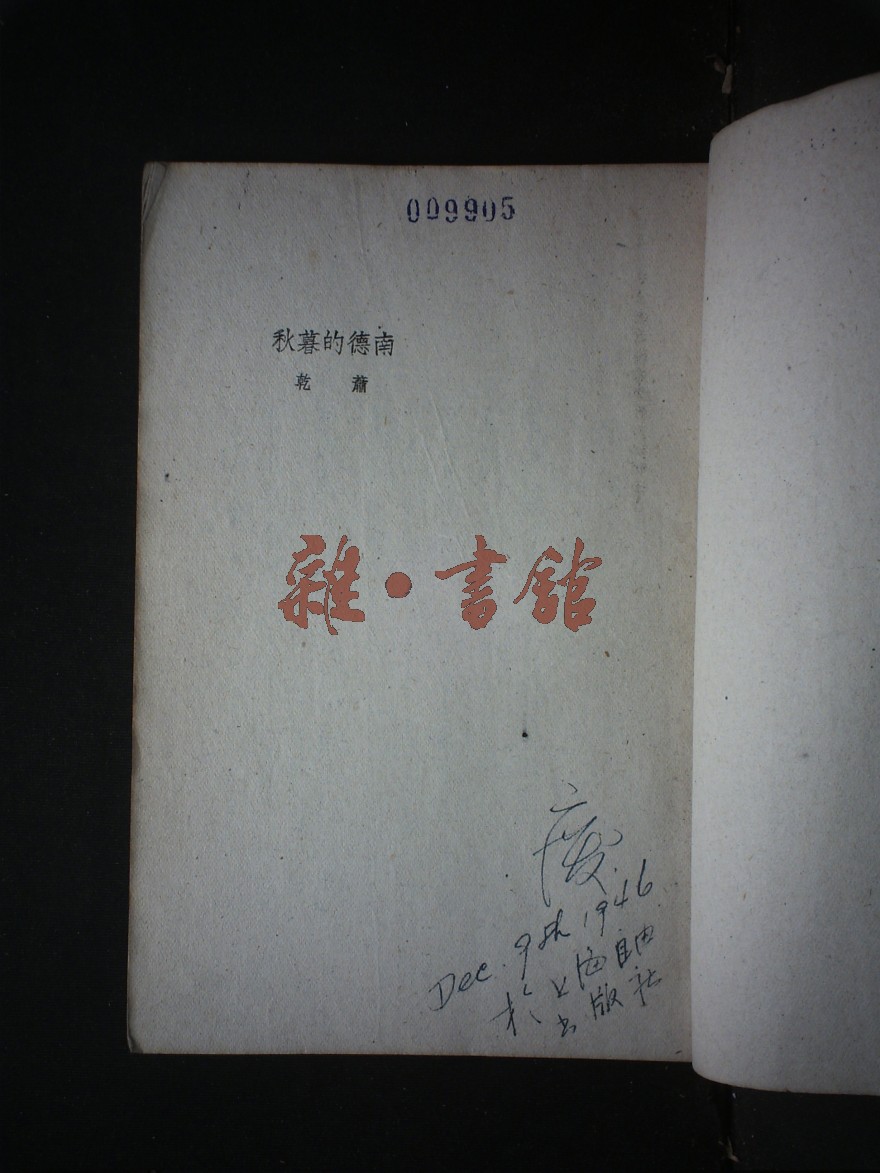 009905
南德的暮秋
蕭 乾
雜·書館
Dec. 9th 1946
於上海自由
出版社